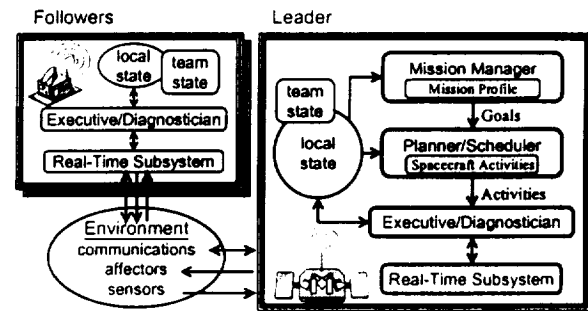 Followers
local
state
team
state
Executive/Diagnostician
Real-Time Subsystem
Environment
communications
affectors
sensors
Leader
team
state
local
state
Mission Manager
Mission Profile
Goals
Planner/Scheduler
Spacecraft Activities
Activities
Executive/Diagnostician
Real-Time Subsystem